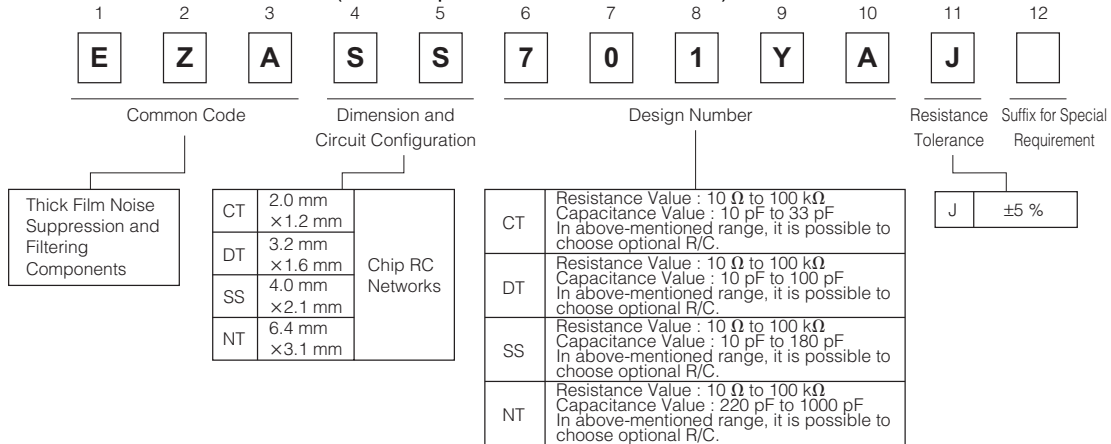 1 2 3 4 5 6 7 8 9 10 11 12
E Z A S S 7 0 1 Y A J
Common Code
Dimension and
Circuit Configuration
Design Number
Resistance
Tolerance
Suffix for Special
Requirement
Thick Film Noise
Suppression and
Filtering
Components
CT 2.0 mm
×1.2 mm
DT 3.2 mm
×1.6 mm
SS 4.0 mm
×2.1 mm
NT 6.4 mm
×3.1 mm
Chip RC
Networks
CT
Resistance Value : 10 Ω to 100 kΩ
Capacitance Value : 10 pF to 33 pF
In above-mentioned range, it is possible to
choose optional R/C.
DT
Resistance Value : 10 Ω to 100 kΩ
Capacitance Value : 10 pF to 100 pF
In above-mentioned range, it is possible to
choose optional R/C.
SS
Resistance Value : 10 Ω to 100 kΩ
Capacitance Value : 10 pF to 180 pF
In above-mentioned range, it is possible to
choose optional R/C.
NT
Resistance Value : 10 Ω to 100 kΩ
Capacitance Value : 220 pF to 1000 pF
In above-mentioned range, it is possible to
choose optional R/C.
J ±5 %